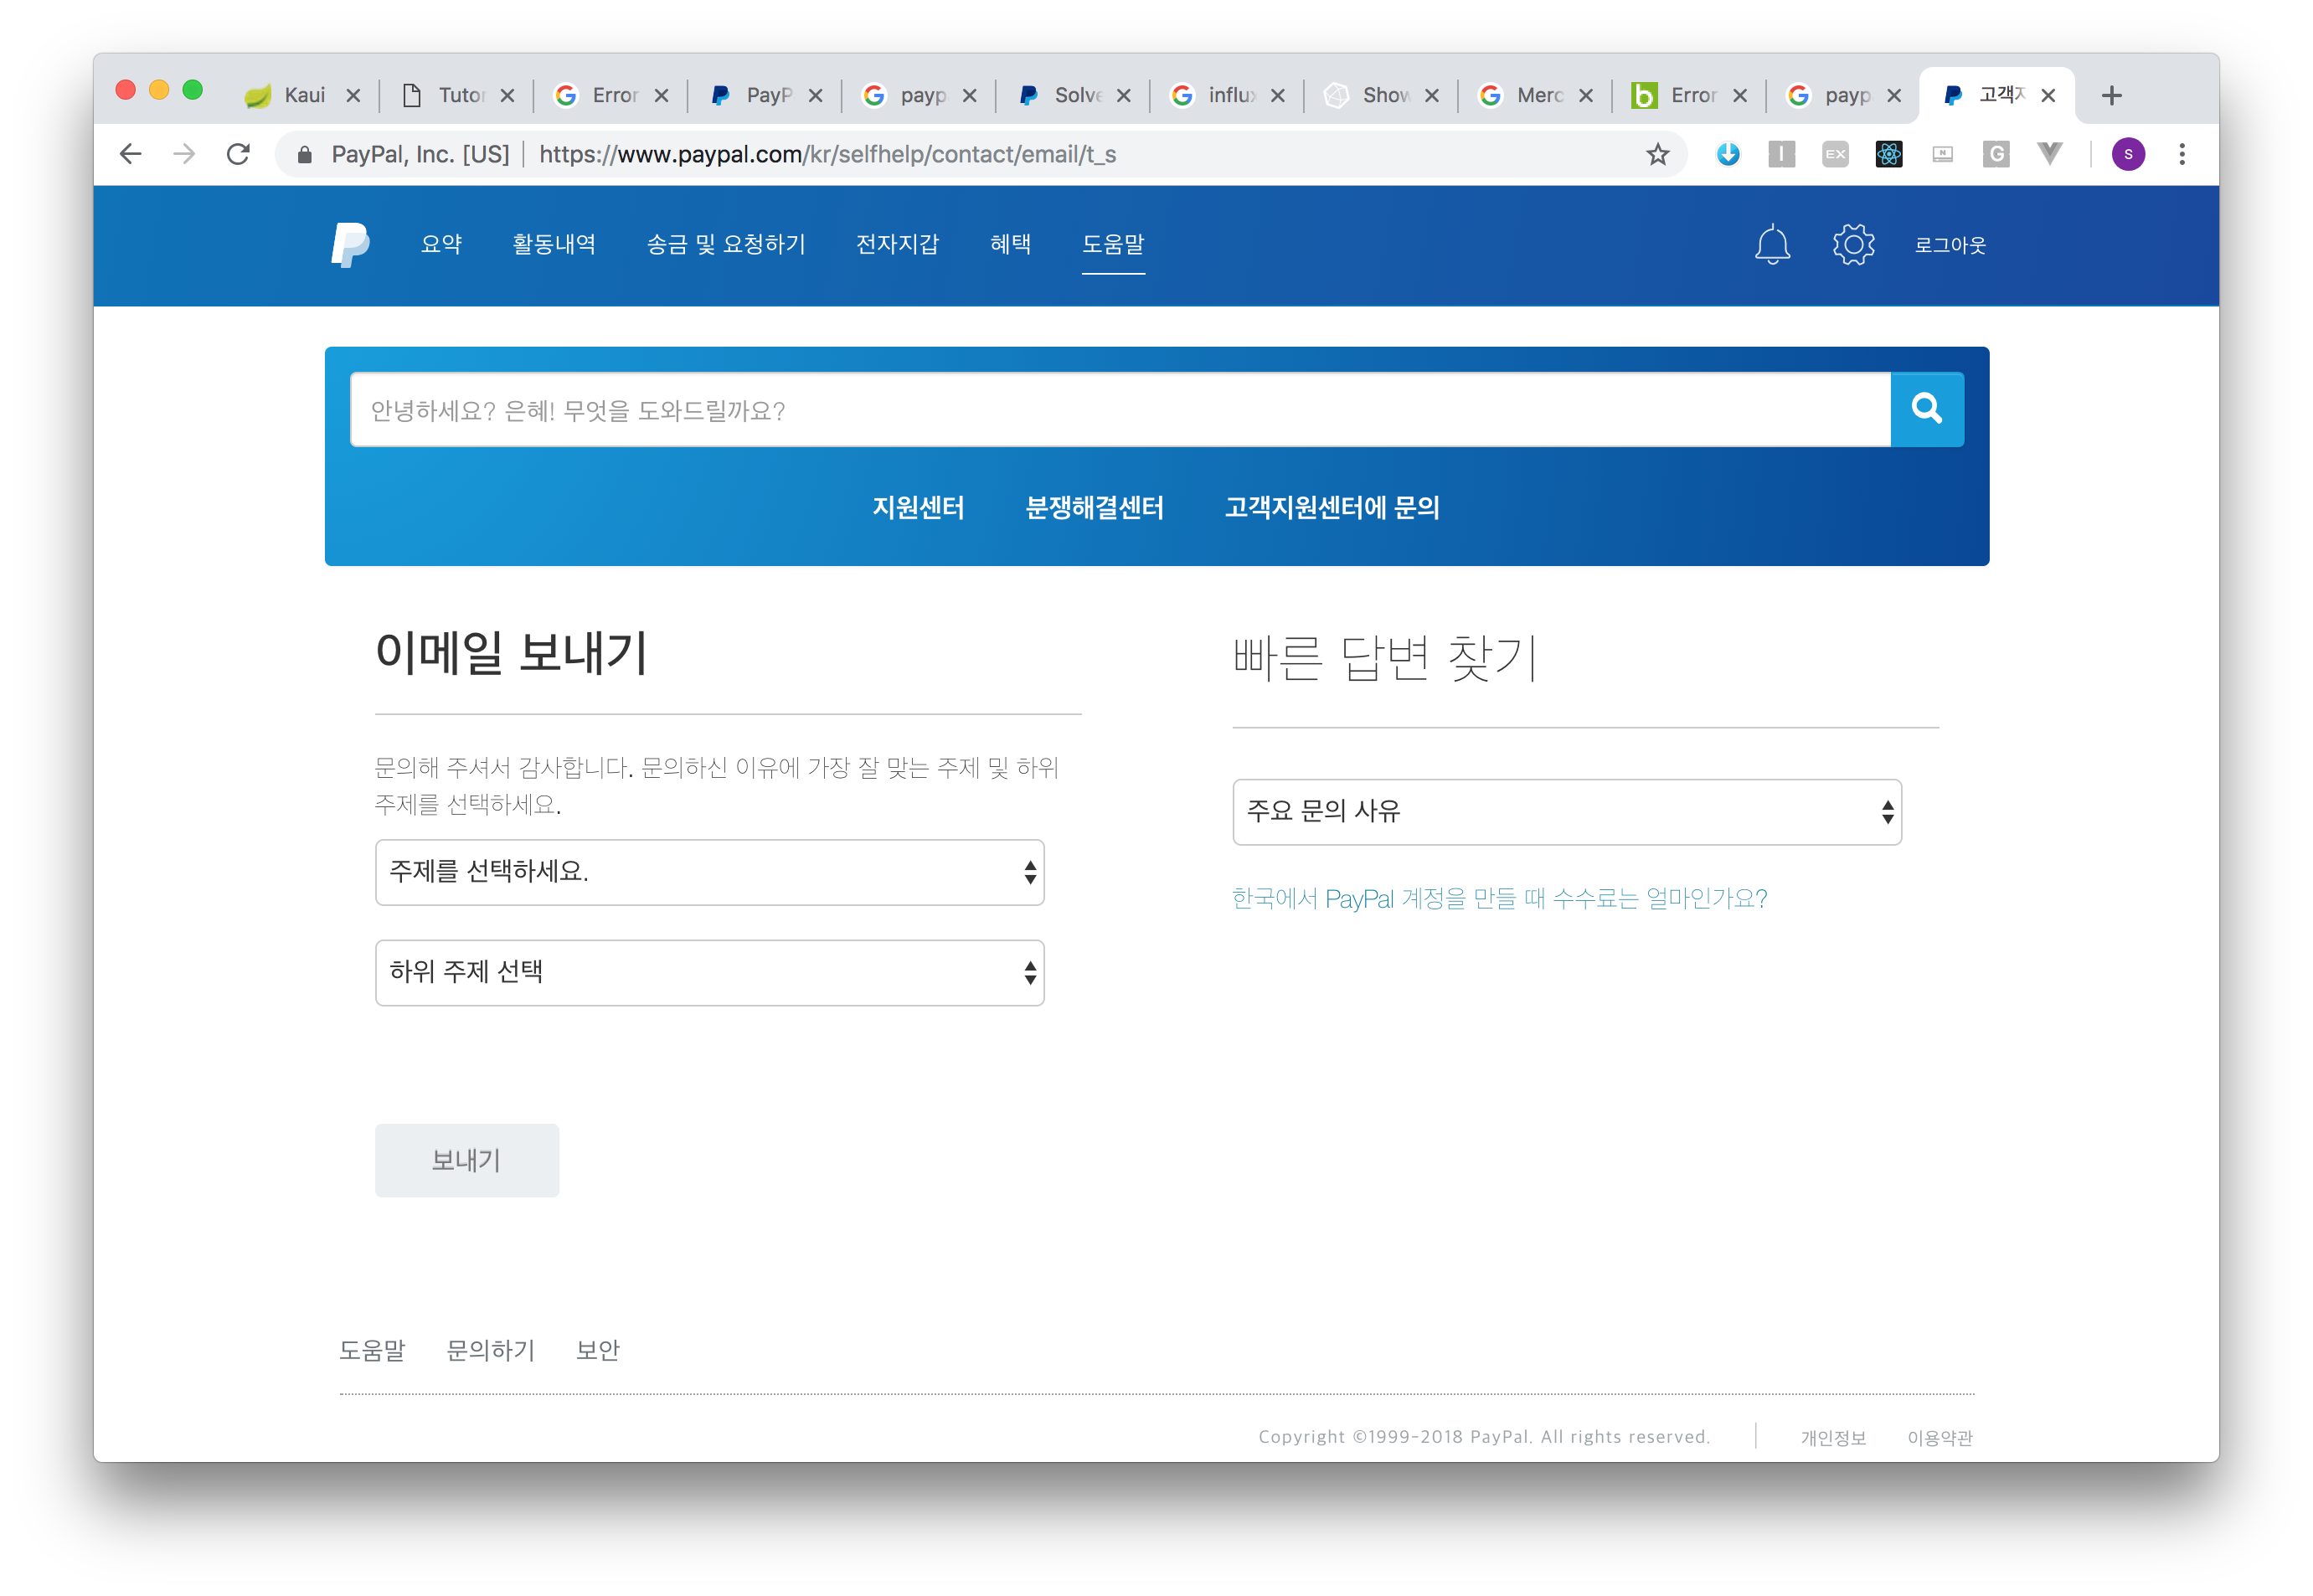 Kaui
Tutor
Error
PayP
payp
Solve
influx
Show
Merc
Error
payp
고객지
PayPal, Inc. [US]
https://www.paypal.com/kr/selfhelp/contact/email/t_s
EX
N
G
S
요약
활동내역
송금 및 요청하기
전자지갑
혜택
도움말
로그아웃
안녕하세요? 은혜! 무엇을 도와드릴까요?
지원센터
분쟁해결센터
고객지원센터에 문의
이메일 보내기
문의해 주셔서 감사합니다. 문의하신 이유에 가장 잘 맞는 주제 및 하위
주제를 선택하세요.
주제를 선택하세요.
하위 주제 선택
보내기
빠른 답변 찾기
주요 문의 사유
한국에서 PayPal 계정을 만들 때 수수료는 얼마인가요?
도움말
문의하기
보안
Copyright ©1999-2018 PayPal. All rights reserved.
개인정보
이용약관